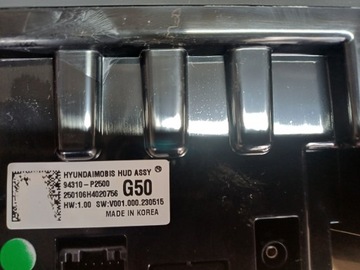 HYUNDAIMOBIS HUD ASSY
94310 - P2500 G50
250106H4020756
HW:1.00 SW:V001.000.230515
MADE IN KOREA